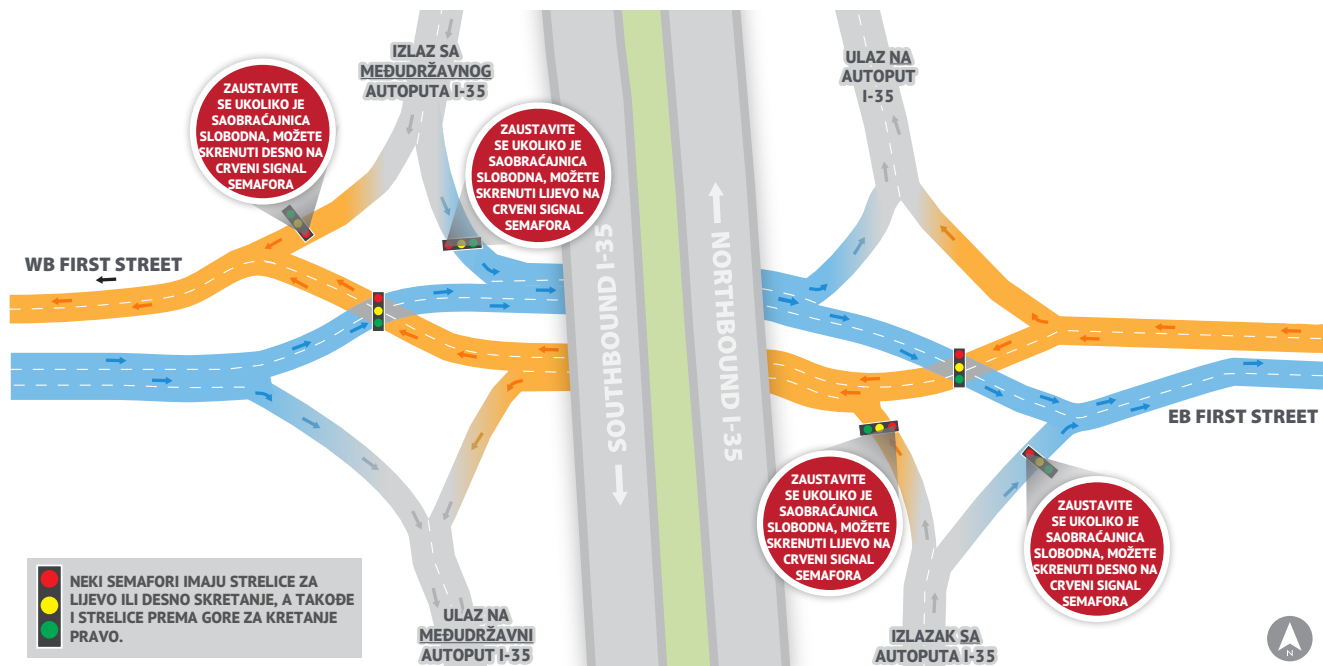 IZLAZ SA
MEĐUDRŽAVNOG
AUTOPUTA I-35
ULAZ NA
AUTOPUT
I-35
ZAUSTAVITE
SE UKOLIKO JE
SAOBRAĆAJNICA
SLOBODNA, MOŽETE
SKRENUTI DESNO NA
CRVENI SIGNAL
SEMAFORA
ZAUSTAVITE
SE UKOLIKO JE
SAOBRAĆAJNICA
SLOBODNA, MOŽETE
SKRENUTI LIJEVO NA
CRVENI SIGNAL
SEMAFORA
WB FIRST STREET
SOUTHBOUND I-35
NORTHBOUND I-35
EB FIRST STREET
ZAUSTAVITE
SE UKOLIKO JE
SAOBRAĆAJNICA
SLOBODNA, MOŽETE
SKRENUTI LIJEVO NA
CRVENI SIGNAL
SEMAFORA
ZAUSTAVITE
SE UKOLIKO JE
SAOBRAĆAJNICA
SLOBODNA, MOŽETE
SKRENUTI DESNO NA
CRVENI SIGNAL
SEMAFORA
NEKI SEMAFORI IMAJU STRELICE ZA
LIJEVO ILI DESNO SKRETANJE, A TAKOĐE
I STRELICE PREMA GORE ZA KRETANJE
PRAVO.
ULAZ NA
MEĐUDRŽAVNI
AUTOPUT I-35
IZLAZAK SA
AUTOPUTA I-35
N